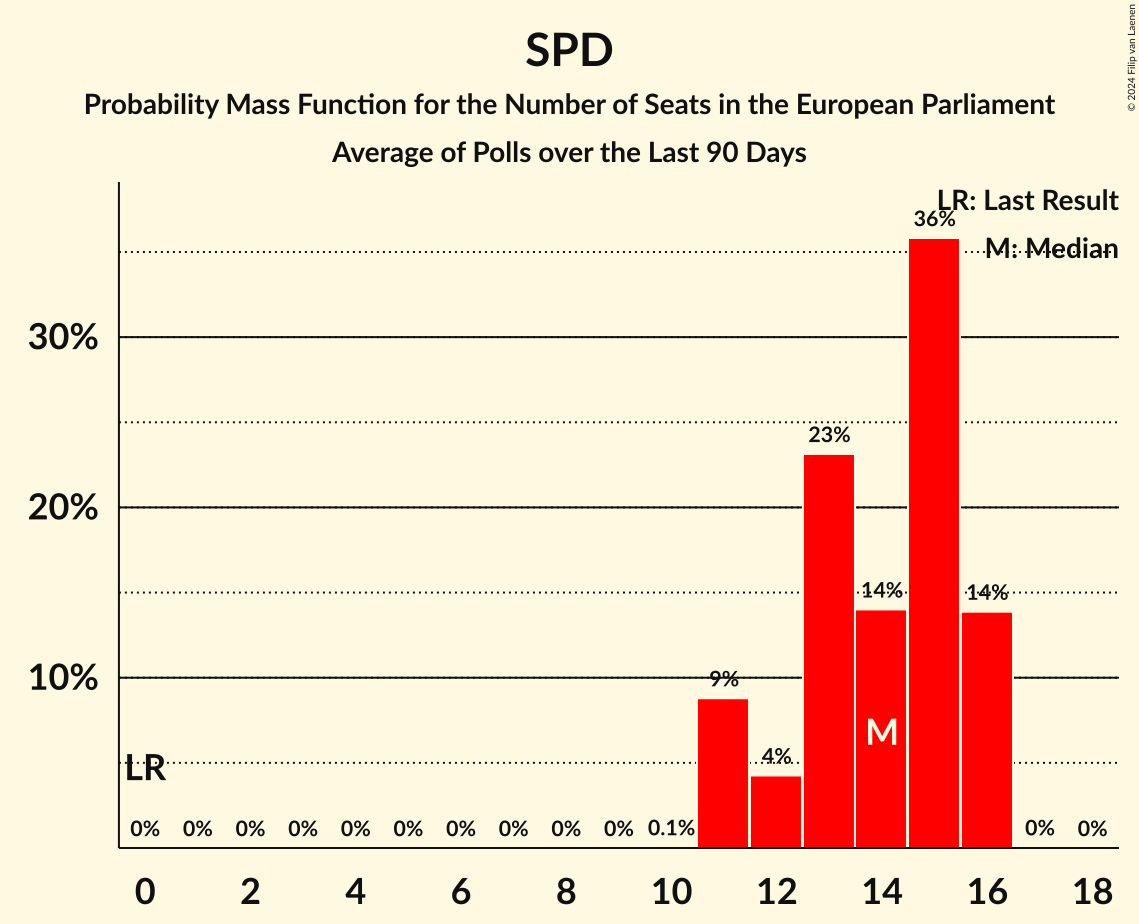 © 2024 Filip van Laenen
SPD
Probability Mass Function for the Number of Seats in the European Parliament
Average of Polls over the Last 90 Days
LR: Last Result
M: Median
30%
20%
10%
36%
23%
14%
14%
9%
4%
M
LR
0% 0% 0% 0% 0% 0% 0% 0% 0% 0% 0.1% 0% 0%
0 2 4 6 8 10 12 14 16 18